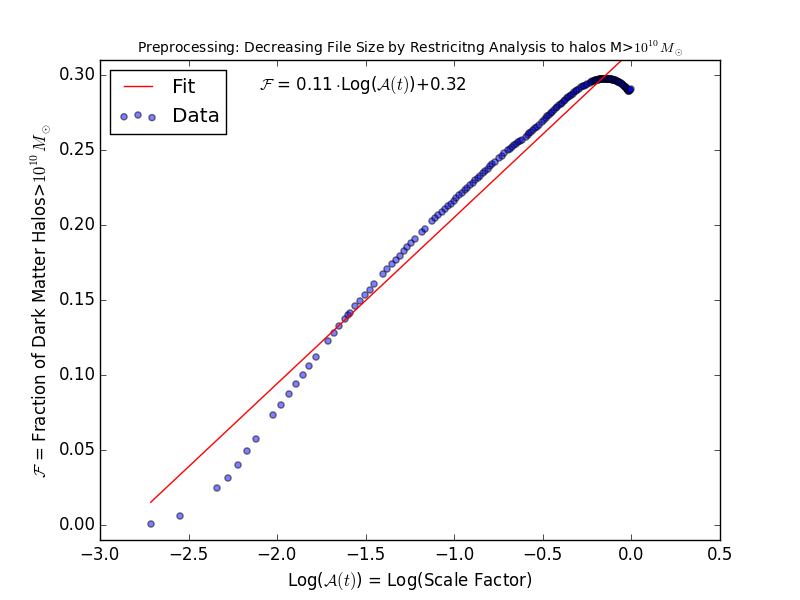 Preprocessing: Decreasing File Size by Restricitng Analysis to halos M>10^{10} M_⊙
Fit
Data
ℱ = 0.11 ·Log(𝒜(t))+0.32
ℱ = Fraction of Dark Matter Halos>10^{10} M_⊙
0.30
0.25
0.20
0.15
0.10
0.05
0.00
−3.0 −2.5 −2.0 −1.5 −1.0 −0.5 0.0 0.5
Log(𝒜(t)) = Log(Scale Factor)